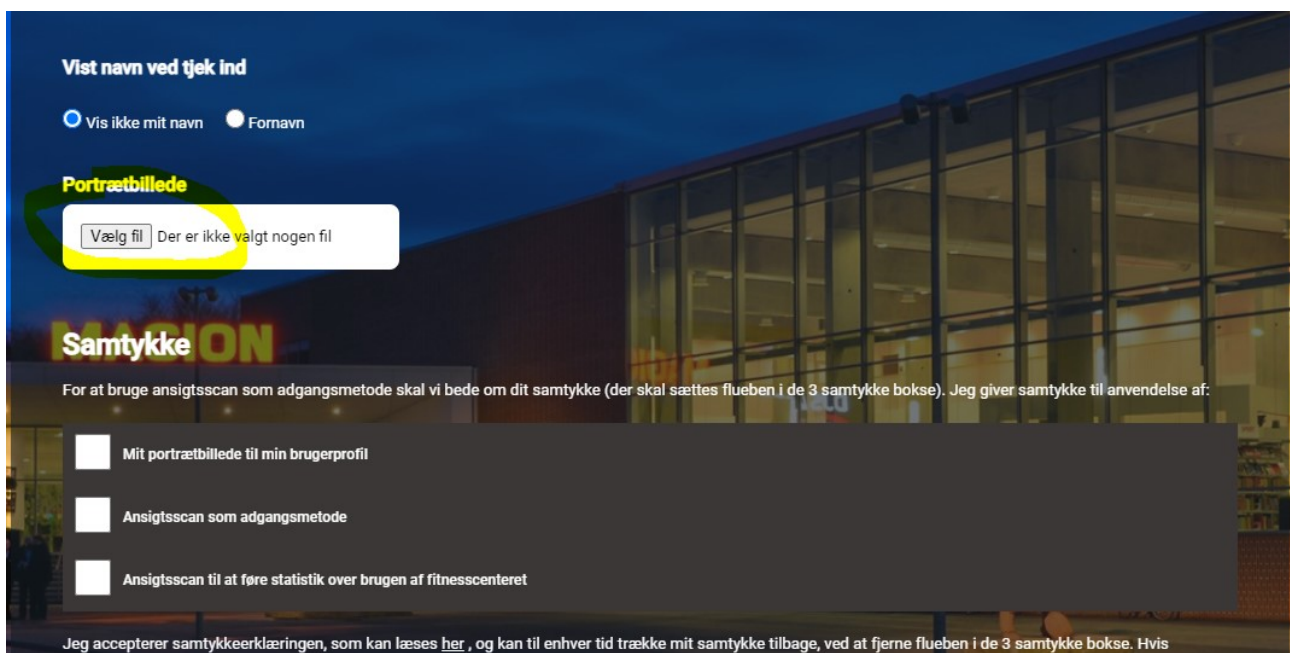 Vist navn ved tjek ind
Vis ikke mit navn Fornavn
Portrætbillede
Vælg fil Der er ikke valgt nogen fil
Samtykke
For at bruge ansigtsscan som adgangsmetode skal vi bede om dit samtykke (der skal sættes flueben i de 3 samtykke bokse). Jeg giver samtykke til anvendelse af:
Mit portrætbillede til min brugerprofil
Ansigtsscan som adgangsmetode
Ansigtsscan til at føre statistik over brugen af fitnesscenteret
Jeg accepterer samtykkeerklæringen, som kan læses her , og kan til enhver tid trække mit samtykke tilbage, ved at fjerne flueben i de 3 samtykke bokse. Hvis